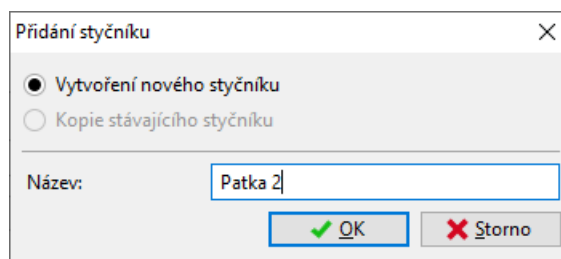 Přidání styčníku
Vytvoření nového styčníku
Kopie stávajícího styčníku
Název:
Patka 2
OK
Storno